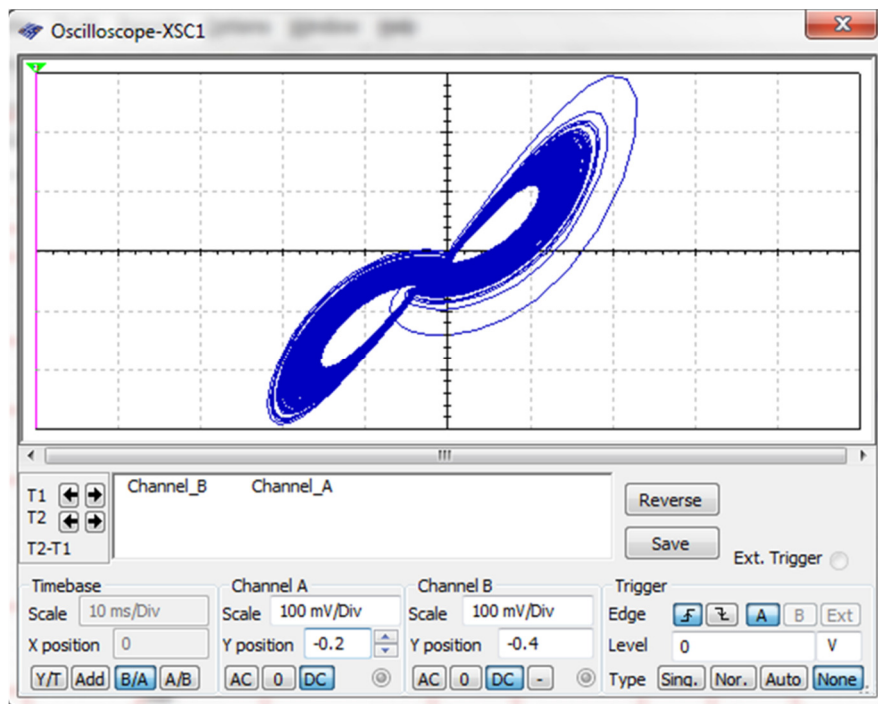 Oscilloscope-XSC1
T1
Channel_B Channel_A
Reverse
T2
T2-T1
Save
Ext. Trigger
Timebase
Scale 10 ms/Div
X position 0
Y/T Add B/A A/B
Channel A
Scale 100 mV/Div
Y position -0.2
AC 0 DC
Channel B
Scale 100 mV/Div
Y position -0.4
AC 0 DC -
Trigger
Edge A B Ext
Level 0 V
Type Sing. Nor. Auto None